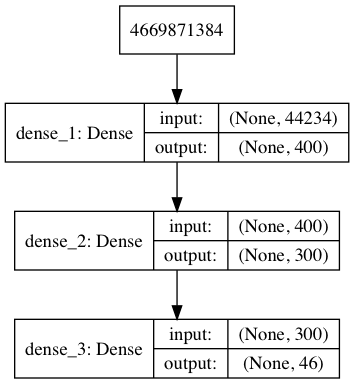 4669871384
dense_1: Dense
input: (None, 44234)
output: (None, 400)
dense_2: Dense
input: (None, 400)
output: (None, 300)
dense_3: Dense
input: (None, 300)
output: (None, 46)